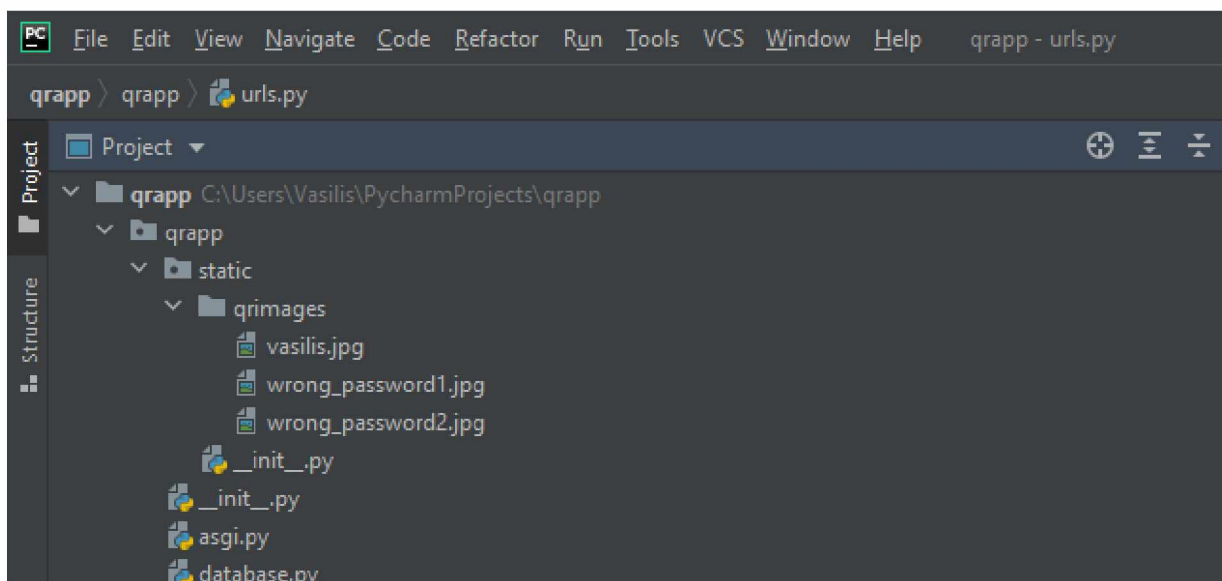 PC File Edit View Navigate Code Refactor Run Tools VCS Window Help qrapp - urls.py
qrapp 〉 qrapp 〉 urls.py
Project
Project
qrapp C:\Users\Vasilis\PycharmProjects\qrapp
qrapp
static
Structure
qrimages
vasilis.jpg
wrong_password1.jpg
wrong_password2.jpg
__init__.py
__init__.py
asgi.py
database.py